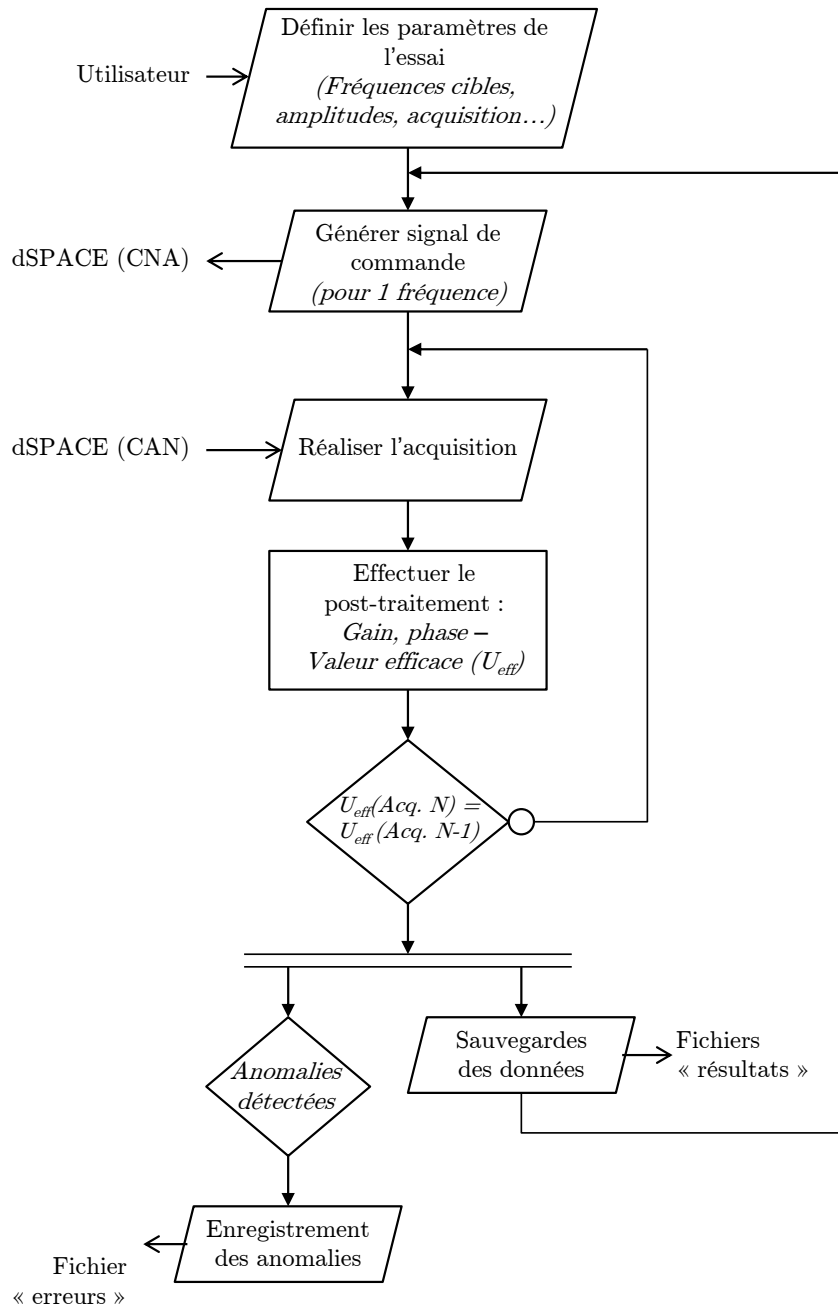 Définir les paramètres de
l'essai
(Fréquences cibles,
amplitudes, acquisition…)
Utilisateur
Générer signal de
commande
(pour 1 fréquence)
dSPACE (CNA)
dSPACE (CAN)
Réaliser l'acquisition
Effectuer le
post-traitement :
Gain, phase –
Valeur efficace (Ueff)
Ueff(Acq. N) =
Ueff (Acq. N-1)
Anomalies
détectées
Sauvegardes
des données
Fichiers
« résultats »
Enregistrement
des anomalies
Fichier
« erreurs »